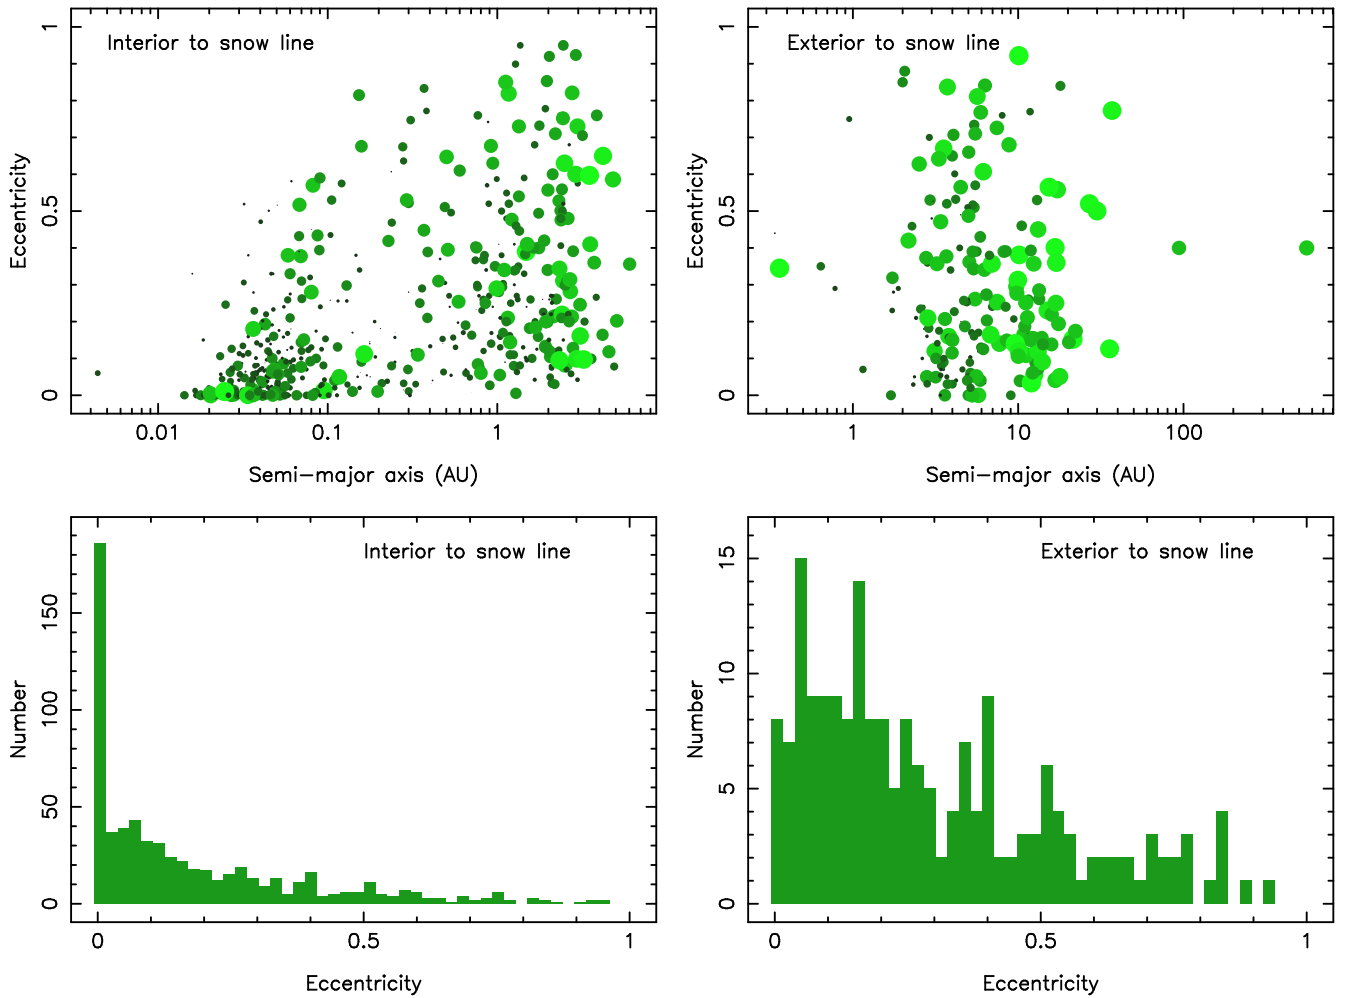 Interior to snow line
Eccentricity
0
0.5
1
0.01
0.1
1
Semi-major axis (AU)
Exterior to snow line
Eccentricity
0
0.5
1
1
10
100
Semi-major axis (AU)
Interior to snow line
Number
0
50
100
150
0
0.5
1
Eccentricity
Exterior to snow line
Number
0
5
10
15
0
0.5
1
Eccentricity